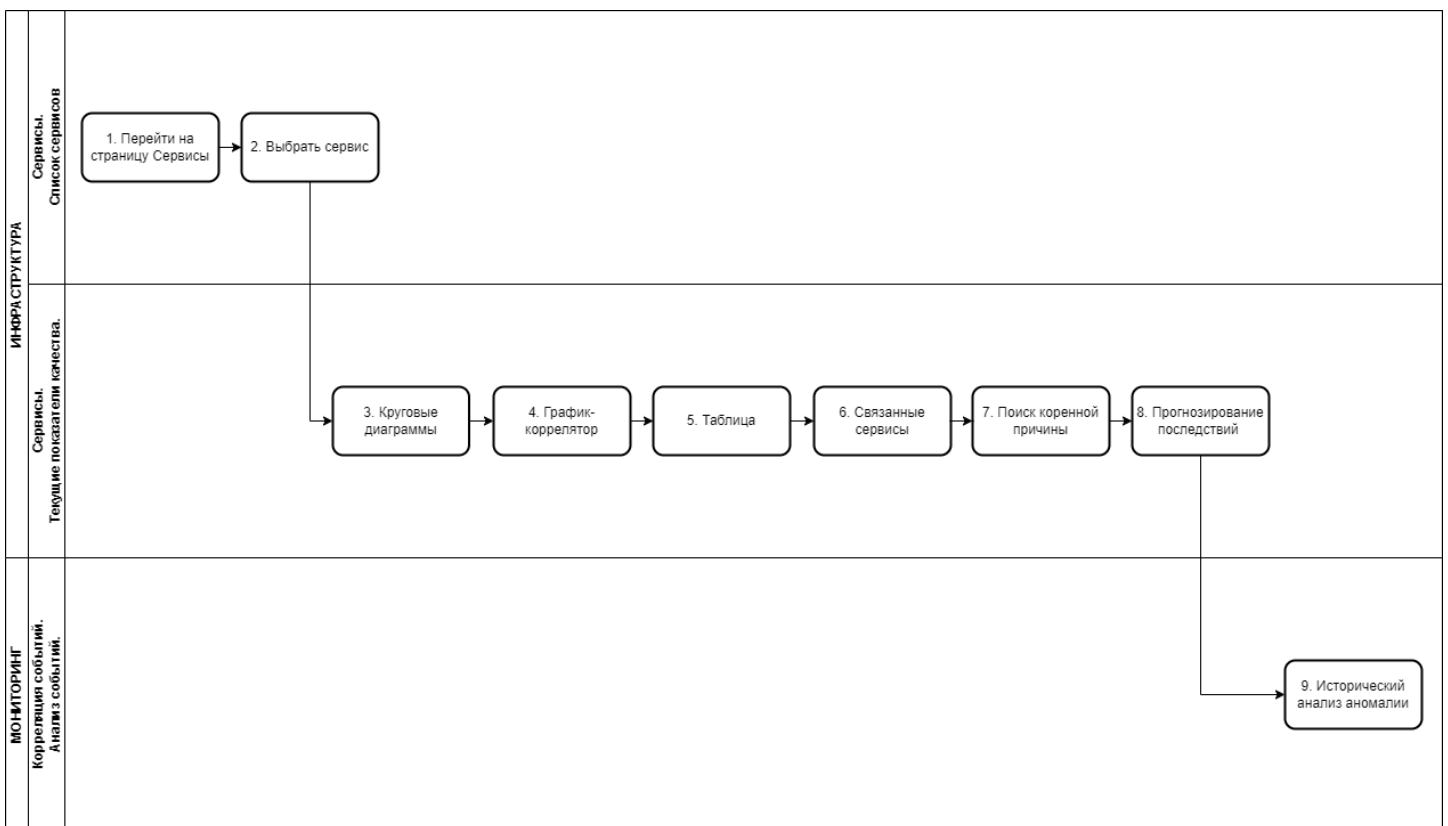 ИНФРАСТРУКТУРА
Сервисы.
Список сервисов
1. Перейти на
страницу Сервисы
2. Выбрать сервис
Сервисы.
Текущие показатели качества.
3. Круговые
диаграммы
4. График-
коррелятор
5. Таблица
6. Связанные
сервисы
7. Поиск коренной
причины
8. Прогнозирование
последствий
МОНИТОРИНГ
Корреляция событий.
Анализ событий.
9. Исторический
анализ аномалии